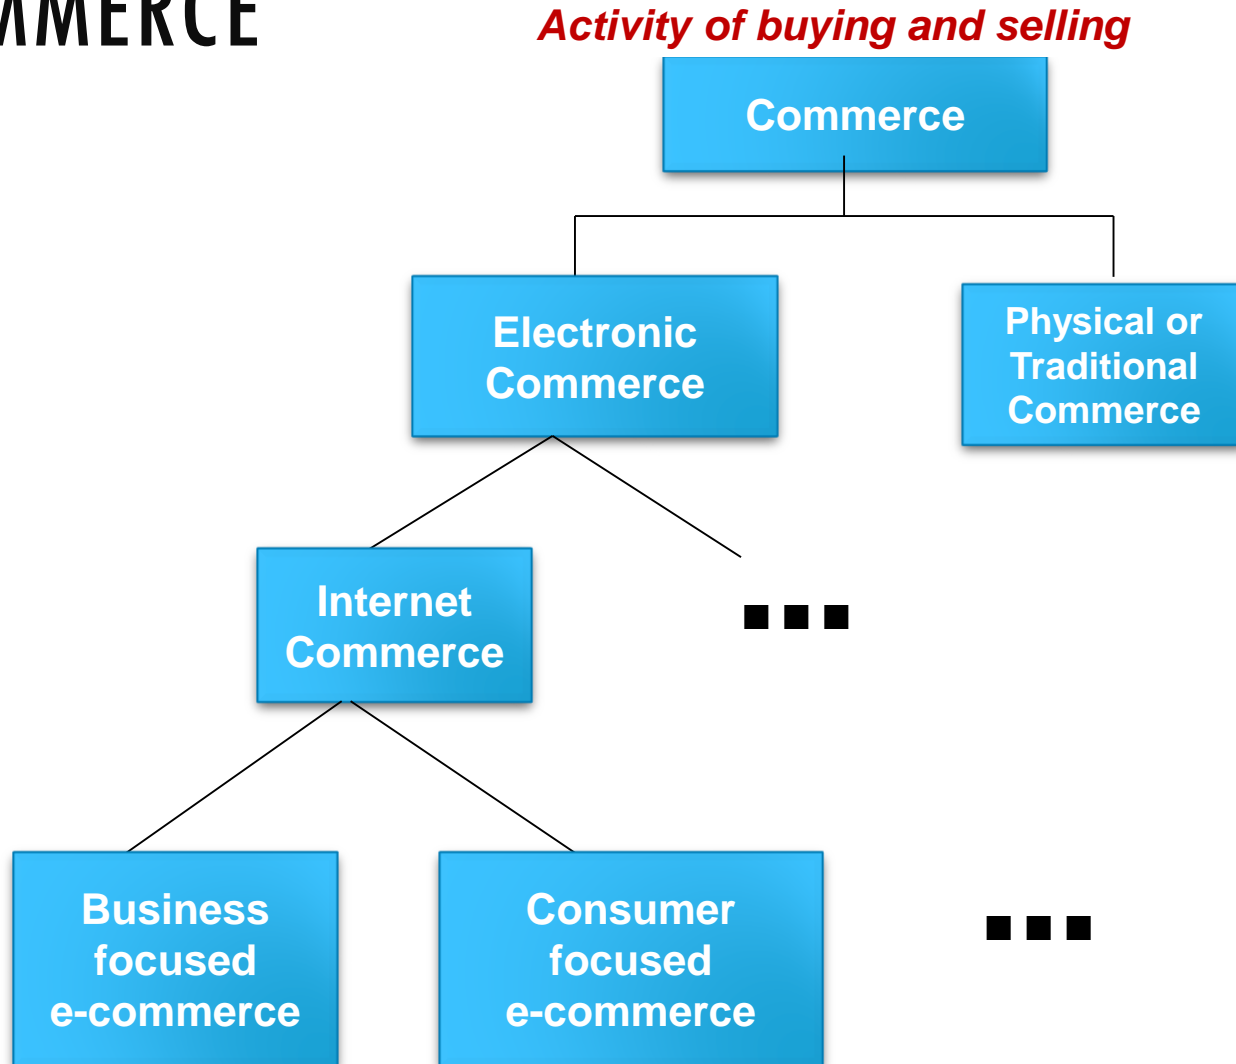 MMERCE
Activity of buying and selling
Commerce
Electronic
Commerce
Physical or
Traditional
Commerce
Internet
Commerce
...
Business
focused
e-commerce
Consumer
focused
e-commerce
...